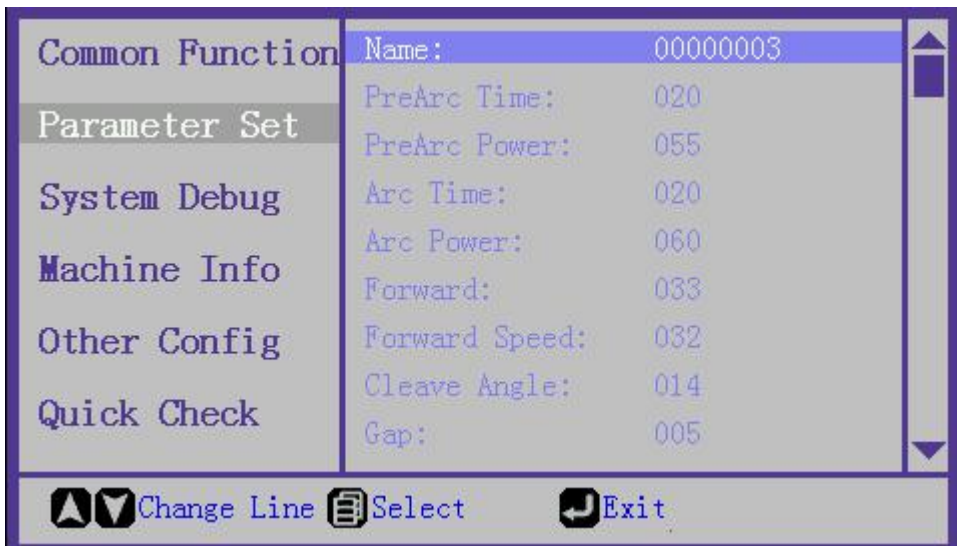 Common Function
Parameter Set
System Debug
Machine Info
Other Config
Quick Check
Name: 00000003
PreArc Time: 020
PreArc Power: 055
Arc Time: 020
Arc Power: 060
Forward: 033
Forward Speed: 032
Cleave Angle: 014
Gap: 005
Change Line Select Exit